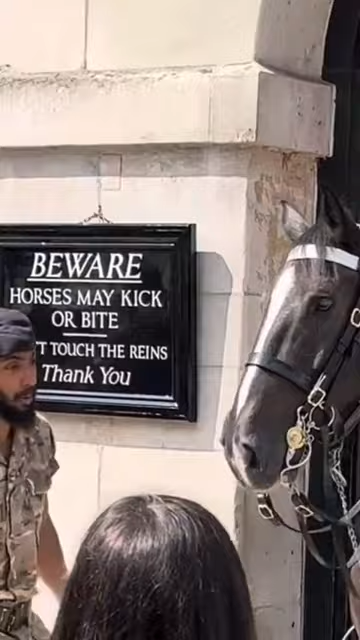 BEWARE
HORSES MAY KICK
OR BITE
T TOUCH THE REINS
Thank You